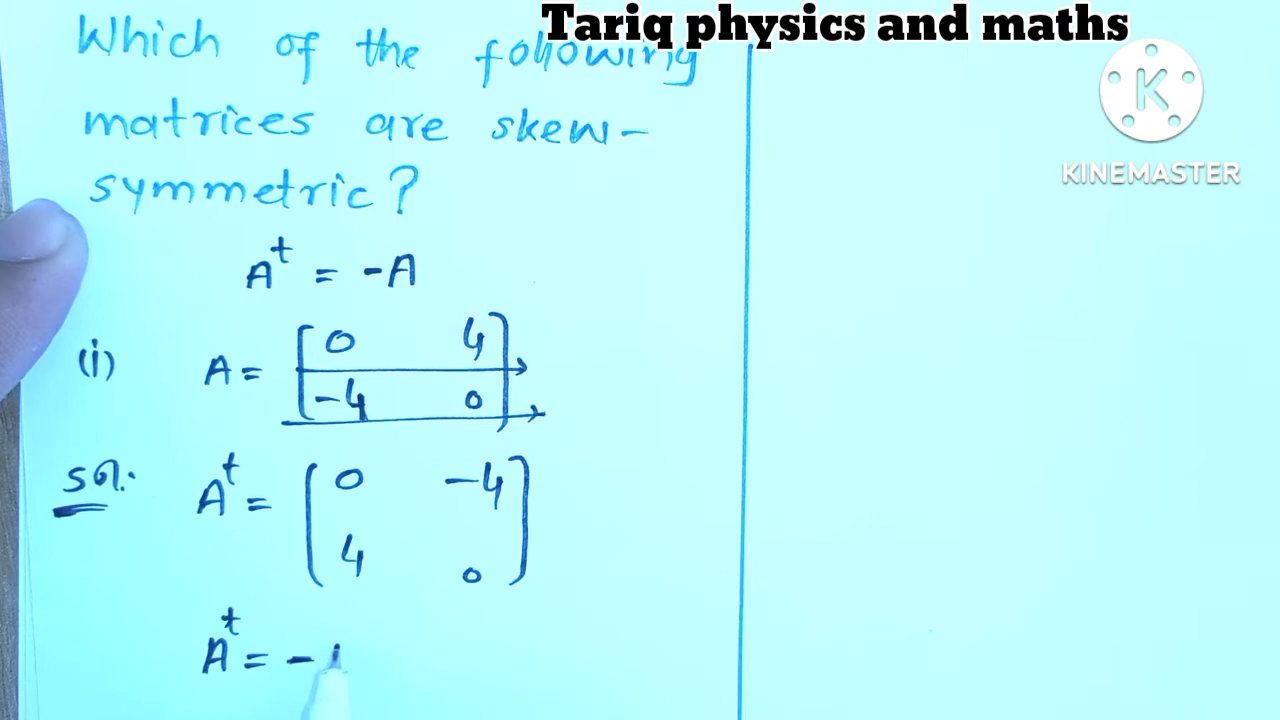 Tariq physics and maths
Which of the following
matrices are skew-
symmetric?
A^t = -A
(i) A = [0 4
-4 0]
Sol. A^t = [0 -4
4 0]
A^t = -
K
KINEMASTER